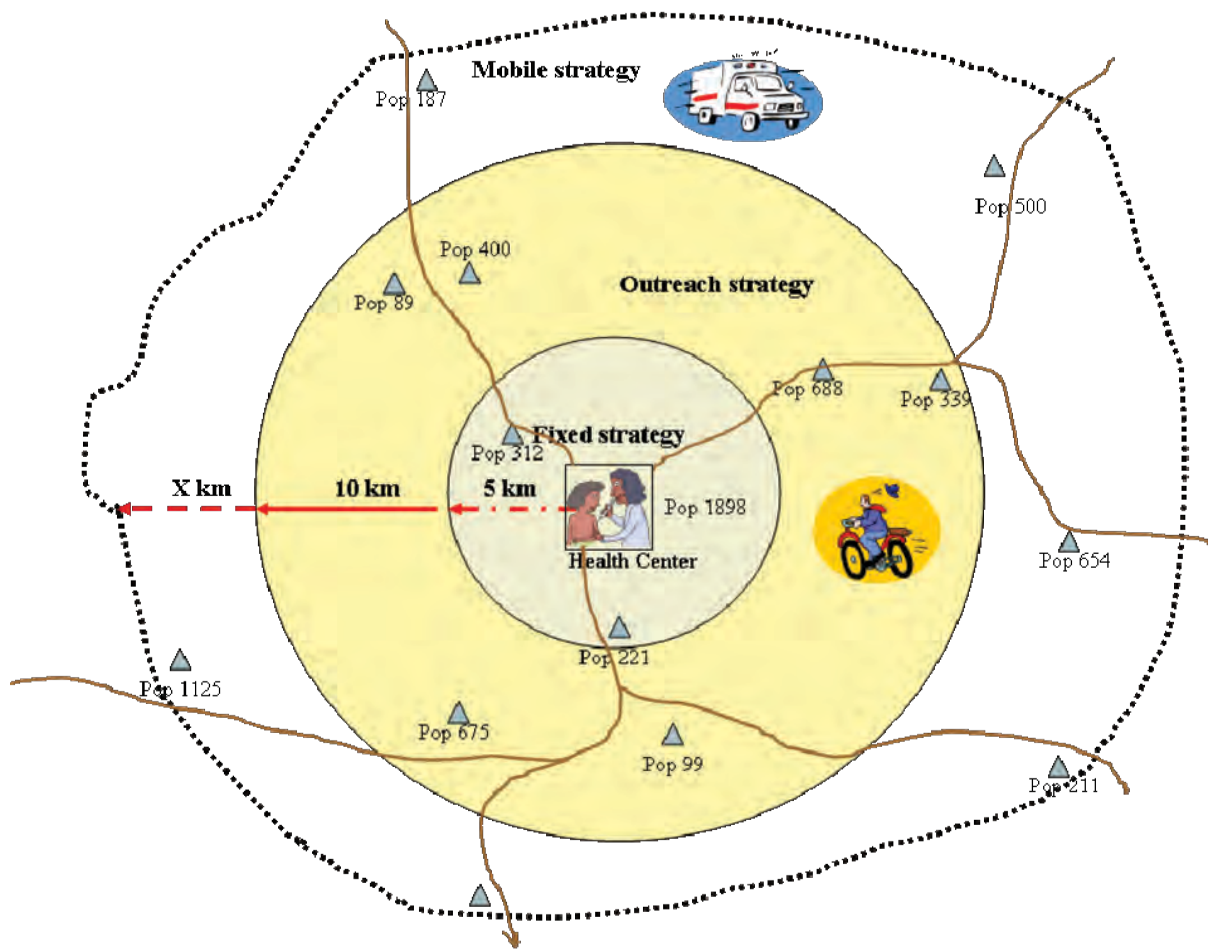 Mobile strategy
Pop 187
Pop 500
Pop 400
Outreach strategy
Pop 89
Pop 688
Pop 339
Fixed strategy
Pop 312
X km
10 km
5 km
Pop 1898
Health Center
Pop 654
Pop 221
Pop 1125
Pop 675
Pop 99
Pop 211